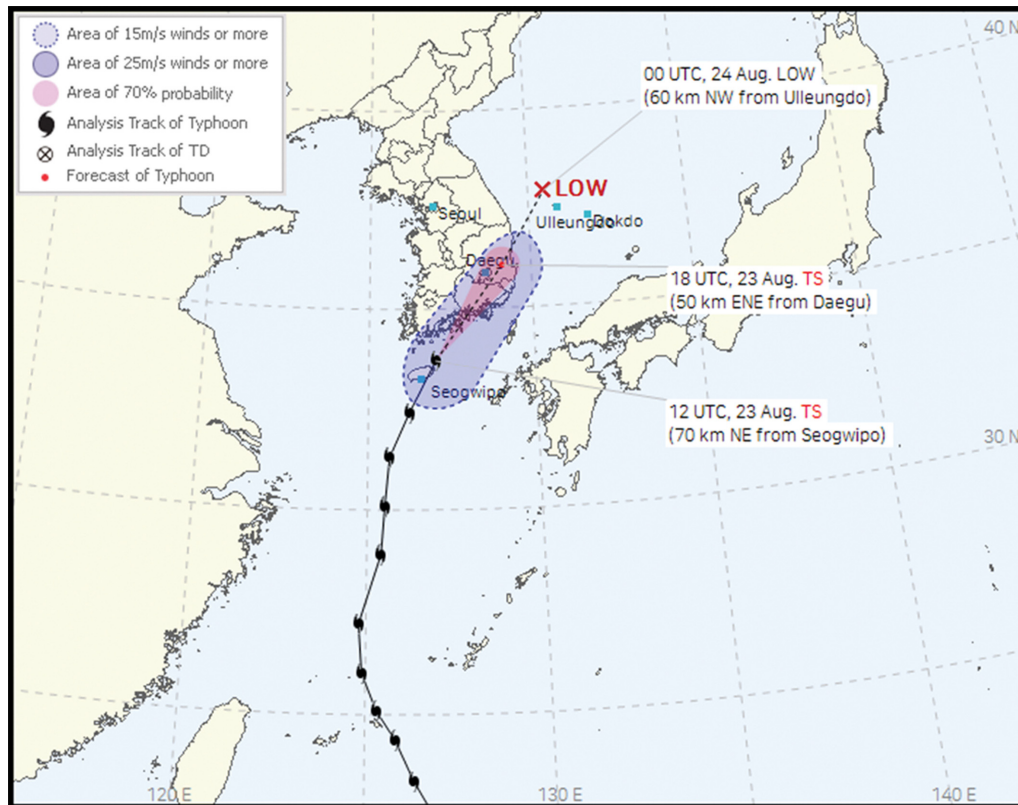 Area of 15m/s winds or more
Area of 25m/s winds or more
Area of 70% probability
Analysis Track of Typhoon
Analysis Track of TD
Forecast of Typhoon
40 N
00 UTC, 24 Aug. LOW
(60 km NW from Ulleungdo)
LOW
Seoul
Ulleungdo
Dokdo
Daegu
18 UTC, 23 Aug. TS
(50 km ENE from Daegu)
Seogwipo
12 UTC, 23 Aug. TS
(70 km NE from Seogwipo)
30 N
120 E
130 E
140 E